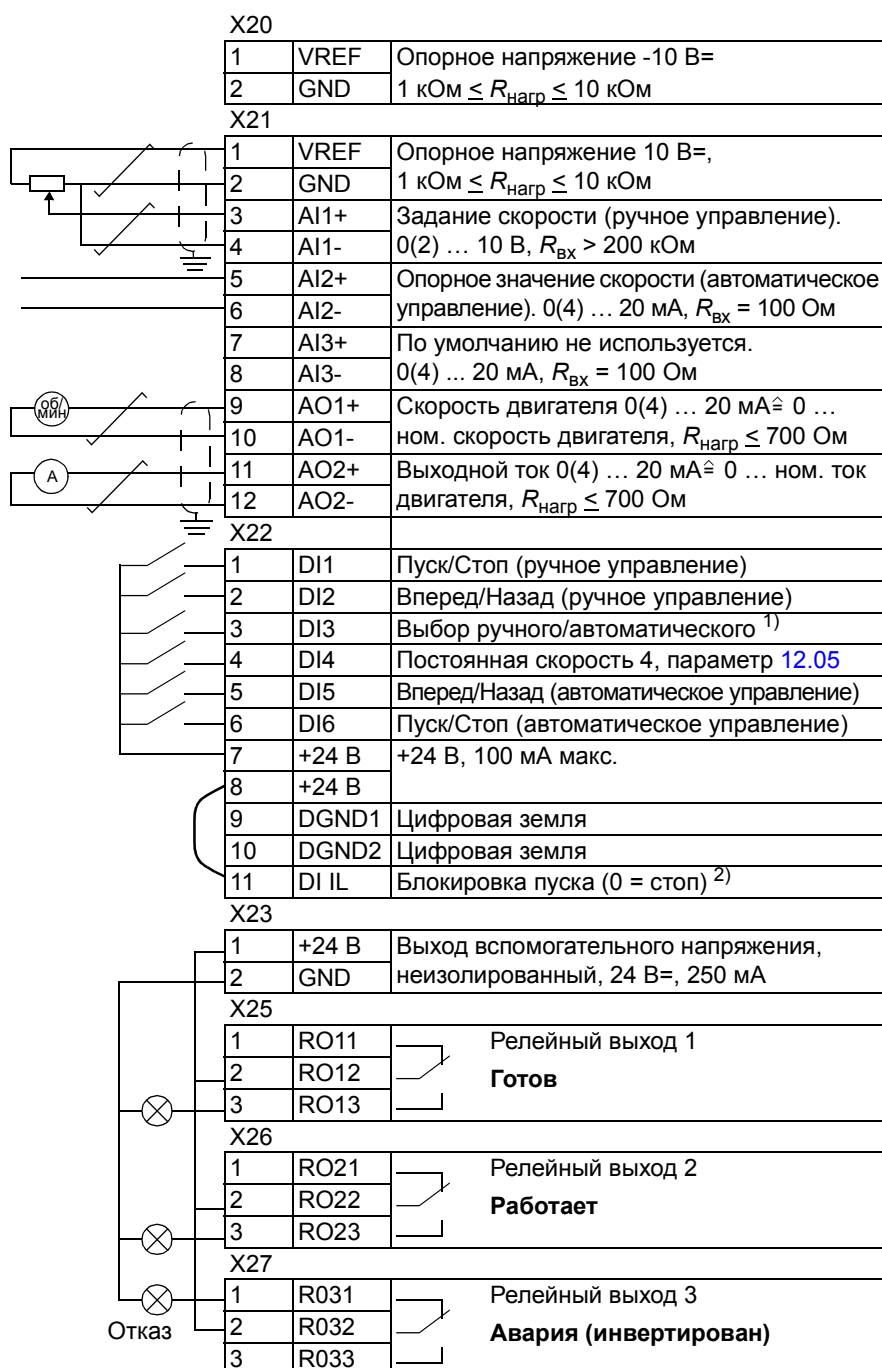 X20
1 VREF Опорное напряжение -10 В=
2 GND 1 кОм ≤ Rнагр ≤ 10 кОм
X21
1 VREF Опорное напряжение 10 В=,
2 GND 1 кОм ≤ Rнагр ≤ 10 кОм
3 AI1+ Задание скорости (ручное управление).
4 AI1- 0(2) … 10 В, Rвх > 200 кОм
5 AI2+ Опорное значение скорости (автоматическое
6 AI2- управление). 0(4) … 20 мА, Rвх = 100 Ом
7 AI3+ По умолчанию не используется.
8 AI3- 0(4) ... 20 мА, Rвх = 100 Ом
об/
мин
9 AO1+ Скорость двигателя 0(4) … 20 мА≙ 0 …
10 AO1- ном. скорость двигателя, Rнагр ≤ 700 Ом
A 11 AO2+ Выходной ток 0(4) … 20 мА≙ 0 … ном. ток
12 AO2- двигателя, Rнагр ≤ 700 Ом
X22
1 DI1 Пуск/Стоп (ручное управление)
2 DI2 Вперед/Назад (ручное управление)
3 DI3 Выбор ручного/автоматического 1)
4 DI4 Постоянная скорость 4, параметр 12.05
5 DI5 Вперед/Назад (автоматическое управление)
6 DI6 Пуск/Стоп (автоматическое управление)
7 +24 В +24 В, 100 мА макс.
8 +24 В
9 DGND1 Цифровая земля
10 DGND2 Цифровая земля
11 DI IL Блокировка пуска (0 = стоп) 2)
X23
1 +24 В Выход вспомогательного напряжения,
2 GND неизолированный, 24 В=, 250 мА
X25
1 RO11 Релейный выход 1
2 RO12 Готов
3 RO13
X26
1 RO21 Релейный выход 2
2 RO22 Работает
3 RO23
X27
1 R031 Релейный выход 3
Отказ 2 R032 Авария (инвертирован)
3 R033